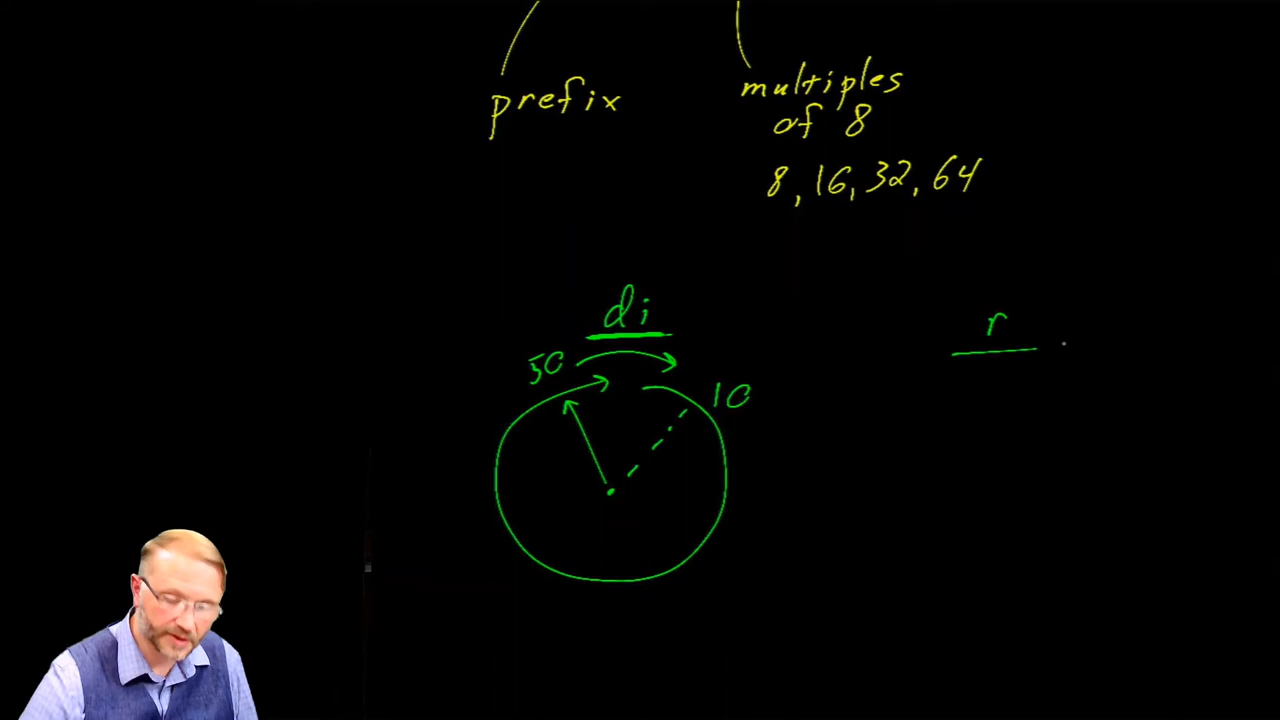 prefix
multiples
of 8
8, 16, 32, 64
di
r
50
10